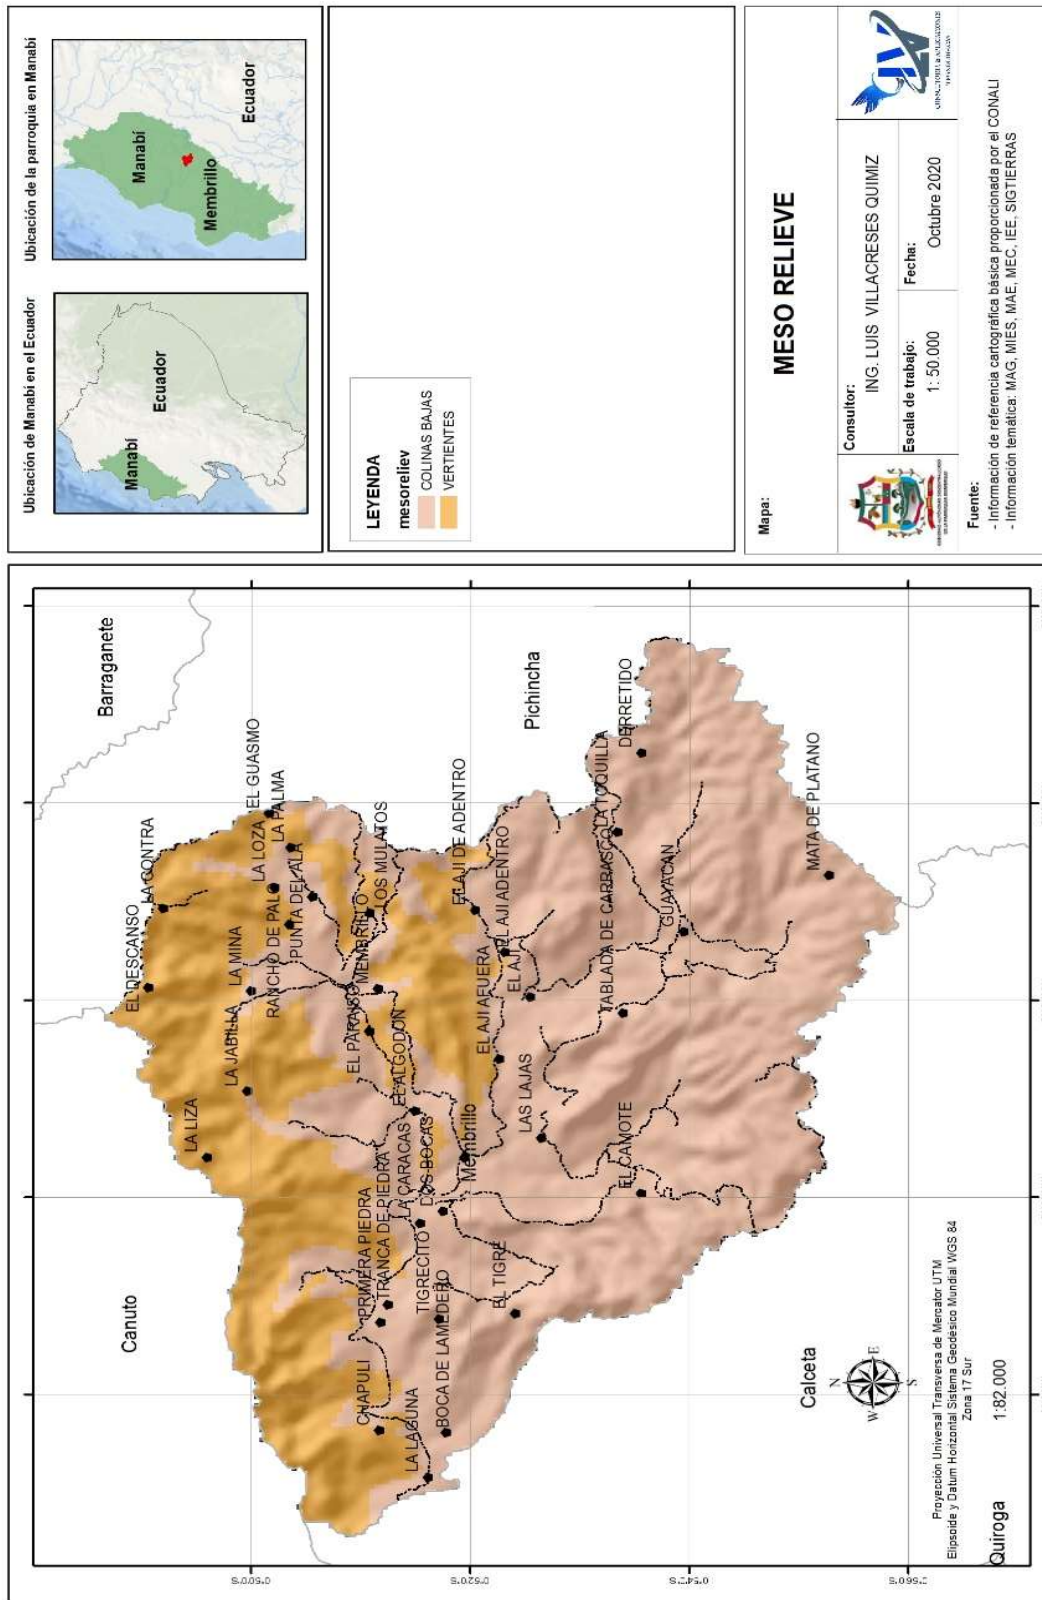 Canuto
Barraganete
Pichincha
Calceta
Quiroga
EL DESCANSO
LA CONTRA
LA LIZA
LA JABILLA
LA MINA
RANCHO DE PALO
LA LOZA
EL GUASMO
LA PALMA
PUNTA DEL ALA
EL PARAISO
MEMBRILLO
LOS MULATOS
CHAPULI
PRIMERA PIEDRA
TRANCA DE PIEDRA
LA CARACAS
EL ALGODON
LA LAGUNA
BOCA DE LAMEDERO
TIGRECITO
DOS BOCAS
Membrillo
EL AJI AFUERA
EL AJI
EL AJI ADENTRO
EL AJI DE ADENTRO
EL TIGRE
LAS LAJAS
EL CAMOTE
TABLADA DE CARRASCO
LA TOQUILLA
DERRETIDO
GUAYACAN
MATA DE PLATANO
N
W
E
S
Proyección Universal Transversa de Mercator UTM
Elipsoide y Datum Horizontal Sistema Geodésico Mundial WGS 84
Zona 17 Sur
1:82.000
Ubicación de Manabí en el Ecuador
Manabí
Ecuador
Ubicación de la parroquia en Manabí
Manabí
Membrillo
Ecuador
LEYENDA
mesoreliev
COLINAS BAJAS
VERTIENTES
Mapa:
MESO RELIEVE
Consultor:
ING. LUIS VILLACRESES QUIMIZ
Escala de trabajo:
1: 50.000
Fecha:
Octubre 2020
Fuente:
- Información de referencia cartográfica básica proporcionada por el CONALI
- Información temática: MAG, MIES, MAE, MEC, IEE, SIGTIERRAS